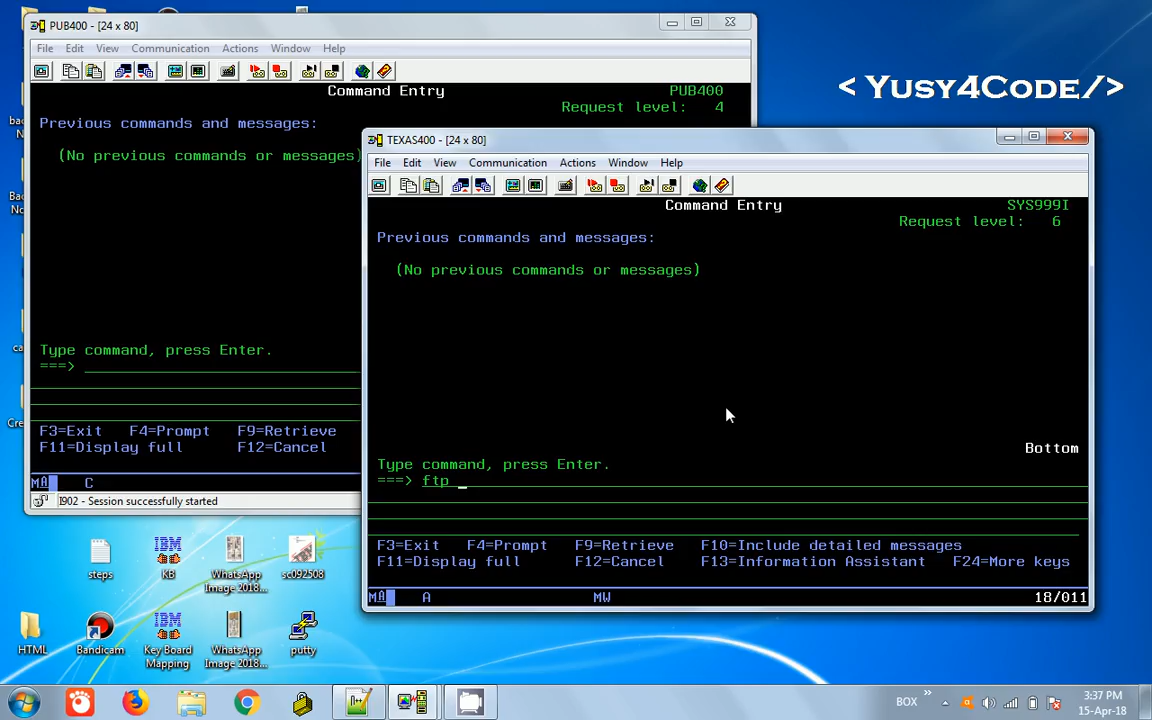 PUB400 - [24 x 80]
File Edit View Communication Actions Window Help
Command Entry PUB400
Request level: 4
Previous commands and messages:
(No previous commands or messages)
Type command, press Enter.
===>
F3=Exit F4=Prompt F9=Retrieve
F11=Display full F12=Cancel
MA C
I902 - Session successfully started
< Yusy4Code/>
TEXAS400 - [24 x 80]
File Edit View Communication Actions Window Help
Command Entry SYS999I
Request level: 6
Previous commands and messages:
(No previous commands or messages)
Bottom
Type command, press Enter.
===> ftp _
F3=Exit F4=Prompt F9=Retrieve F10=Include detailed messages
F11=Display full F12=Cancel F13=Information Assistant F24=More keys
MA A MW 18/011
steps
IBM
KB
WhatsApp
Image 2018...
sc092508
HTML
Bandicam
IBM
Key Board
Mapping
WhatsApp
Image 2018...
putty
BOX
3:37 PM
15-Apr-18